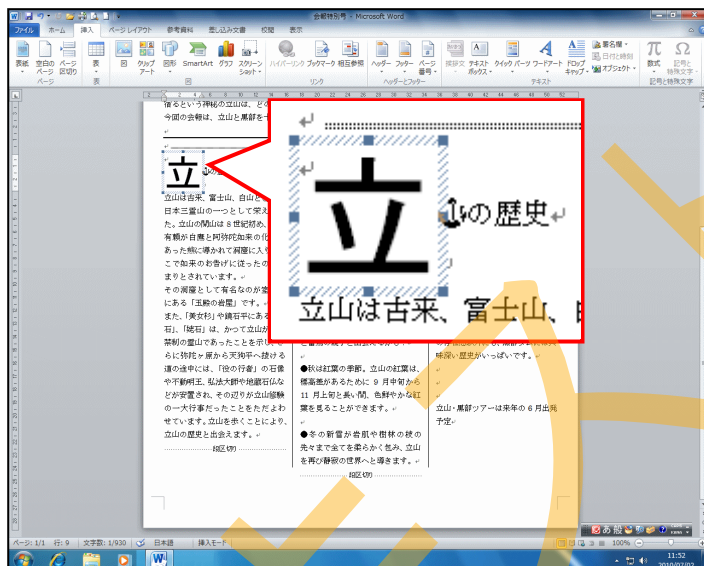 会報特別号 - Microsoft Word
ファイル ホーム 挿入 ページ レイアウト 参考資料 差し込み文書 校閲 表示
表紙 空白の ページ 表 図 クリップ 図形 SmartArt グラフ スクリーン ハイパーリンク ブックマーク 相互参照 ヘッダー フッター ページ 挨拶文 テキスト クイック パーツ ワードアート ドロップ 署名欄 数式 記号と
ページ 区切り アート ショット 番号 ボックス キャップ 日付と時刻 特殊文字
オブジェクト
ページ 表 図 リンク ヘッダーとフッター テキスト 記号と特殊文字
宿るという神秘の立山は、
今回の会報は、立山と黒部を
立
立
山の歴史
立山は古来、富士山、
立山は古来、富士山、白山と
日本三霊山の一つとして栄え
た。立山の開山は8世紀初め、
有頼が白鷹と阿弥陀如来の化
あった熊に導かれて洞窟に入り
こで如来のお告げに従った
まりとされています。
その洞窟として有名なのが室
にある「玉殿の岩屋」です。
また、「美女杉」や鏡石平にある
石」、「姥石」は、かつて立山が
禁制の霊山であったことを示し、
らに弥陀ヶ原から天狗平へ抜ける
道の途中には、「役の行者」の石像
や不動明王、弘法大師や地蔵石仏な
どが安置され、その辺りが立山修験
の一大行事だったことをただよわ
せています。立山を歩くことにより、
立山の歴史と出会えます。
段区切り
●秋は紅葉の季節。立山の紅葉は、
標高差があるために 9 月中旬から
11 月上旬と長い間、色鮮やかな紅
葉を見ることができます。
●冬の新雪が岩肌や樹林の枝の
先々まで全てを柔らかく包み、立山
を再び静寂の世界へと導きます。
段区切り
味深い歴史がいっぱいです。
立山・黒部ツアーは来年の 6 月出発
予定
ページ: 1/1 行: 9 文字数: 1/930 日本語 挿入モード 100%
あ 般
11:52
2010/07/02